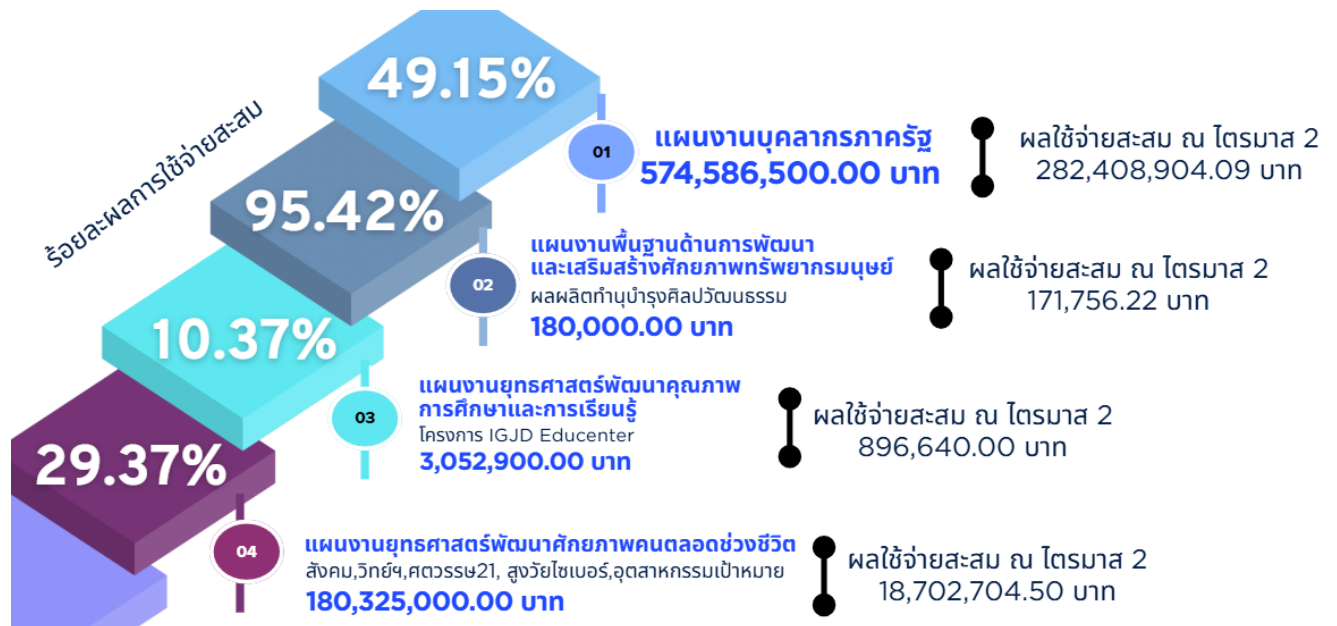 ร้อยละผลการใช้จ่ายสะสม
49.15%
01
แผนงานบุคลากรภาครัฐ
574,586,500.00 บาท
ผลใช้จ่ายสะสม ณ ไตรมาส 2
282,408,904.09 บาท
95.42%
02
แผนงานพื้นฐานด้านการพัฒนา
และเสริมสร้างศักยภาพทรัพยากรมนุษย์
ผลผลิตทำนุบำรุงศิลปวัฒนธรรม
180,000.00 บาท
ผลใช้จ่ายสะสม ณ ไตรมาส 2
171,756.22 บาท
10.37%
03
แผนงานยุทธศาสตร์พัฒนาคุณภาพ
การศึกษาและการเรียนรู้
โครงการ IGJD Educenter
3,052,900.00 บาท
ผลใช้จ่ายสะสม ณ ไตรมาส 2
896,640.00 บาท
29.37%
04
แผนงานยุทธศาสตร์พัฒนาศักยภาพคนตลอดช่วงชีวิต
สังคม,วิทย์ฯ,ศตวรรษ21, สูงวัยไซเบอร์,อุตสาหกรรมเป้าหมาย
180,325,000.00 บาท
ผลใช้จ่ายสะสม ณ ไตรมาส 2
18,702,704.50 บาท